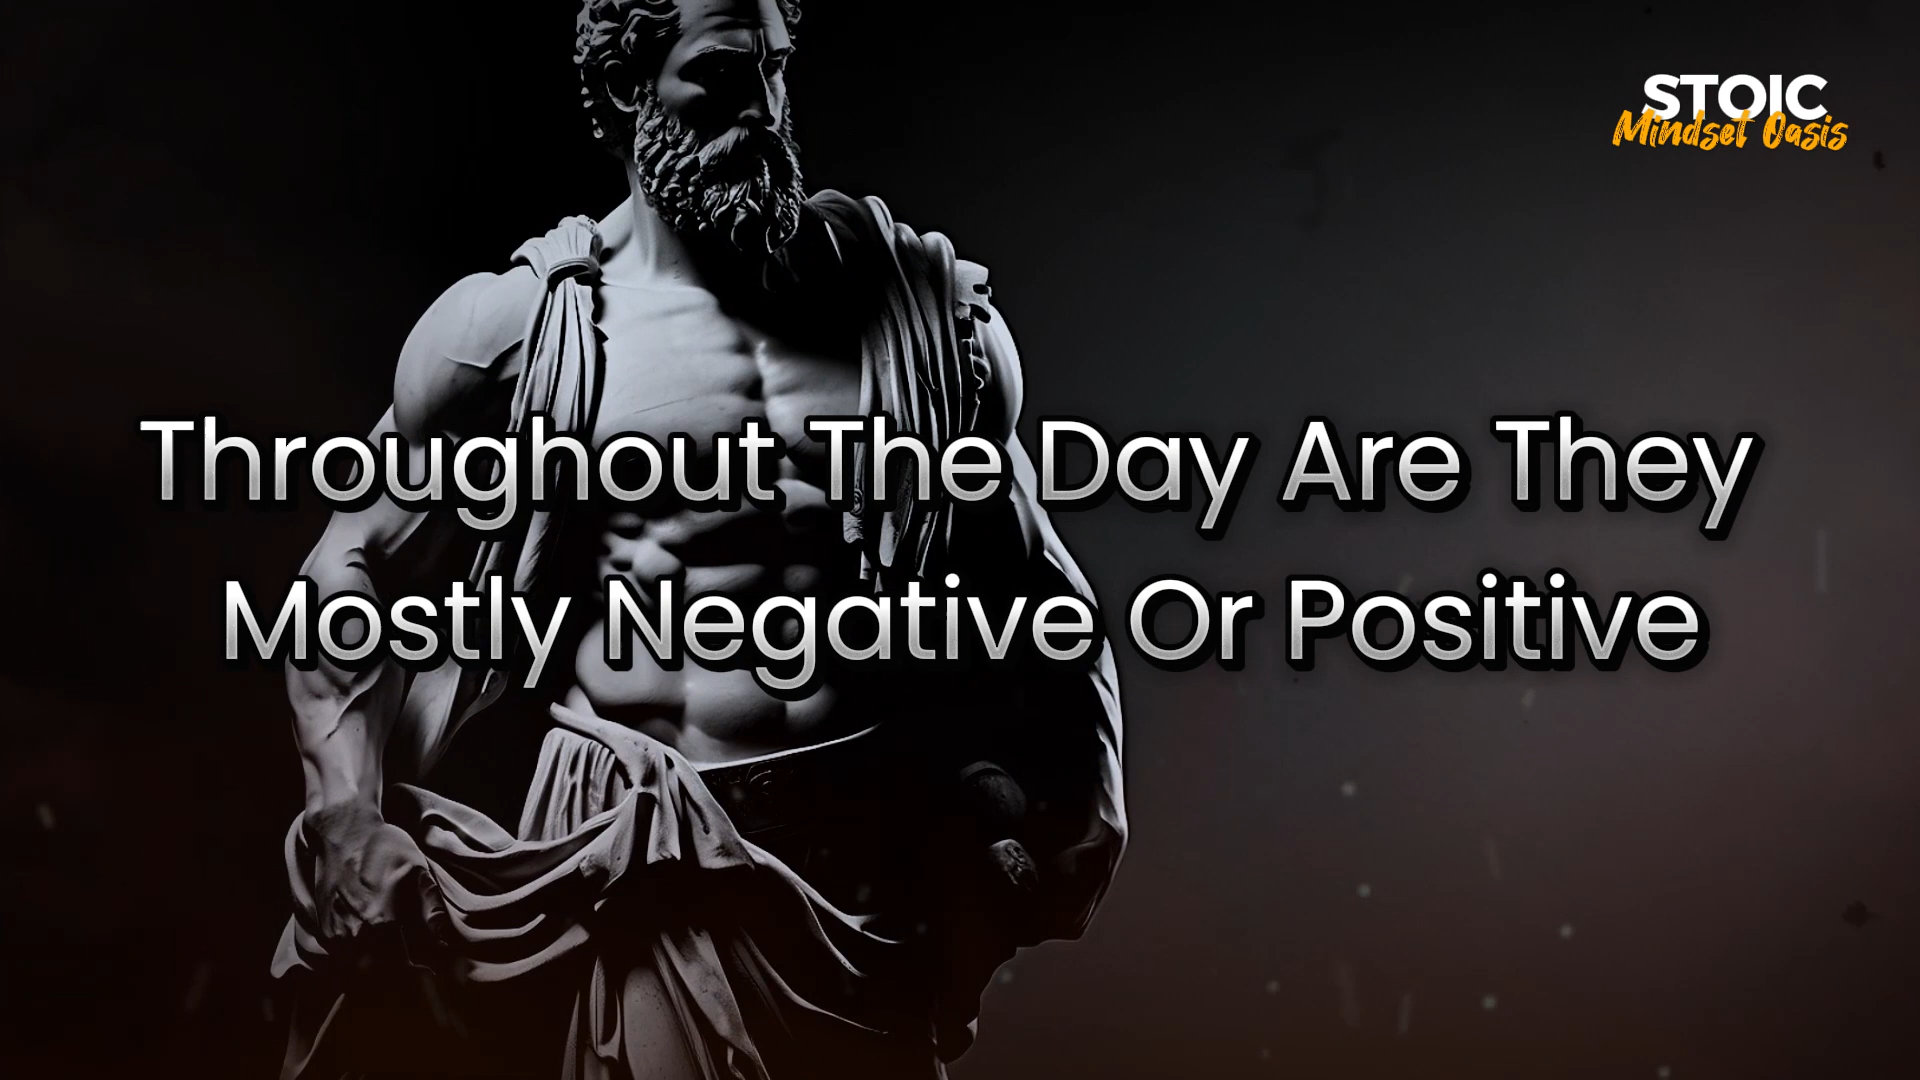 STOIC
Mindset Oasis
Throughout The Day Are They
Mostly Negative Or Positive